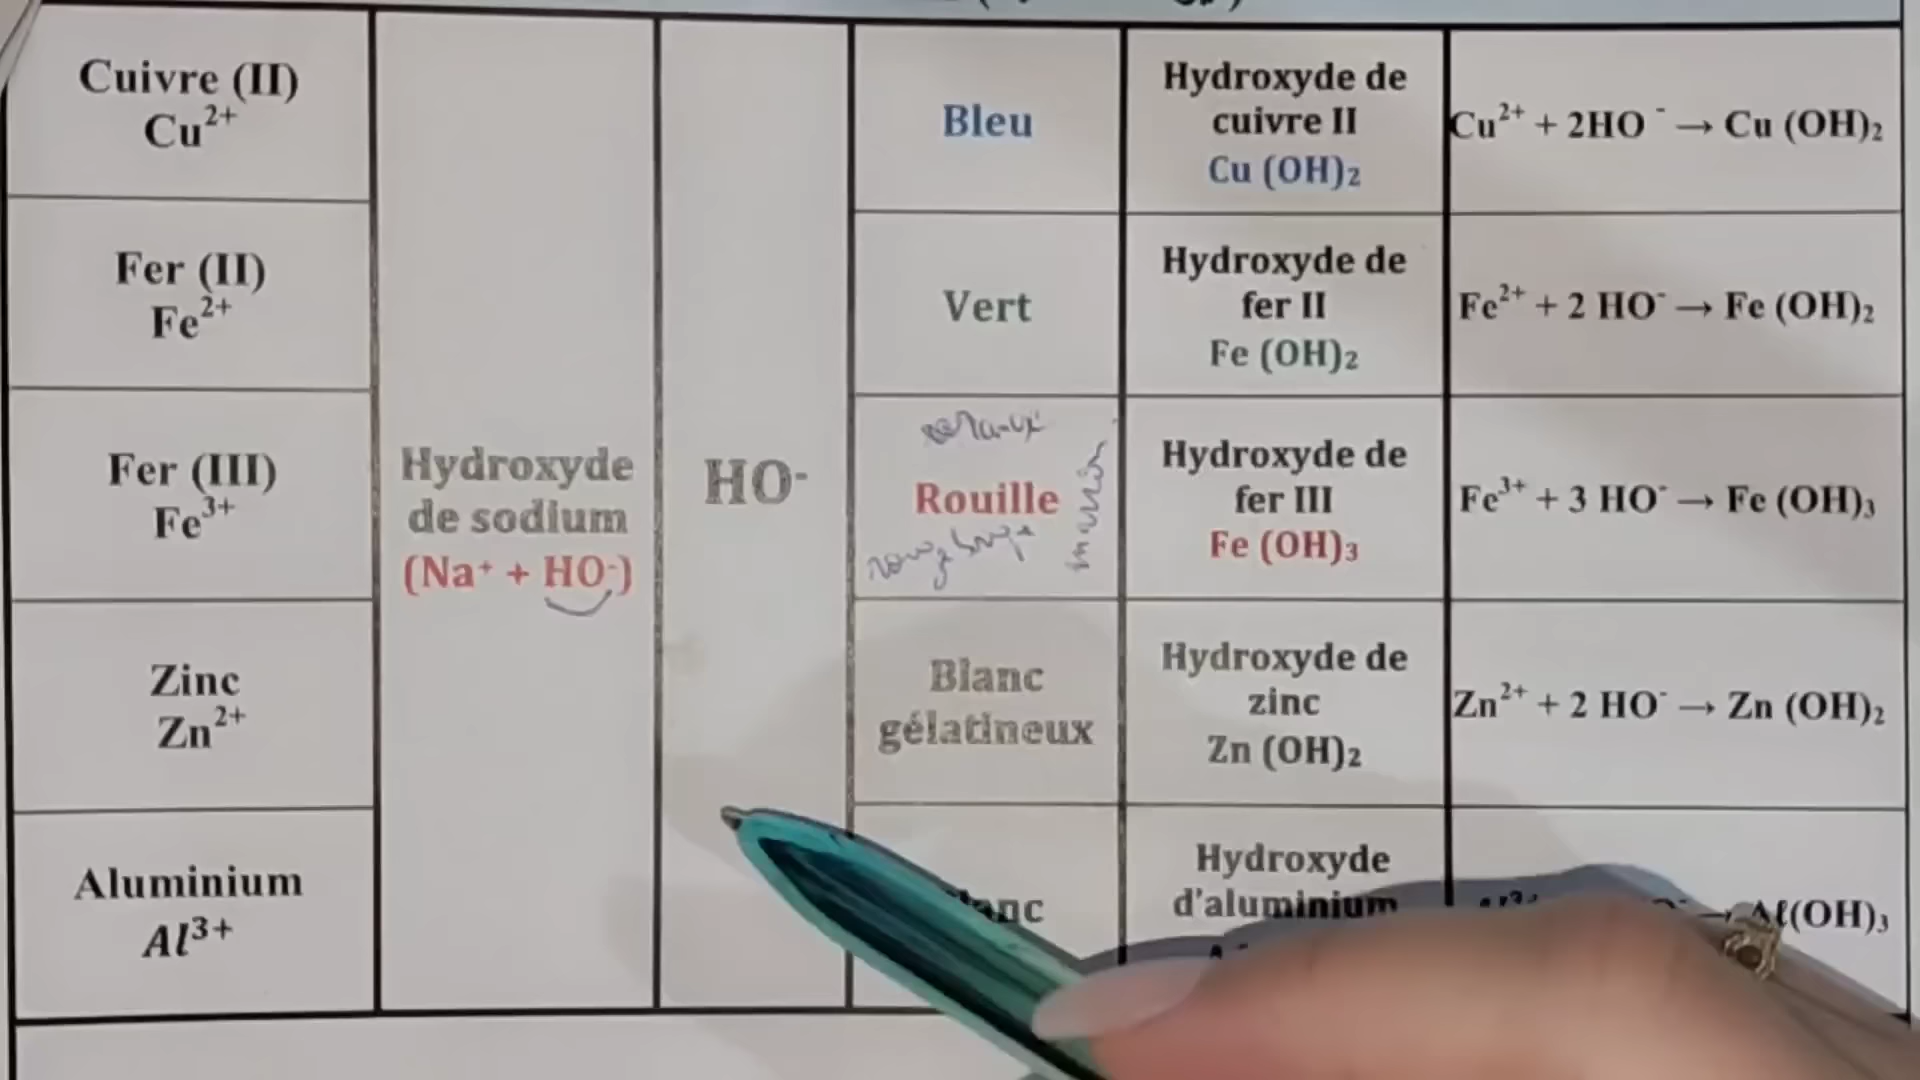 Cuivre (II)
Cu²⁺
Bleu
Hydroxyde de
cuivre II
Cu (OH)₂
Cu²⁺ + 2HO ⁻ → Cu (OH)₂
Fer (II)
Fe²⁺
Vert
Hydroxyde de
fer II
Fe (OH)₂
Fe²⁺ + 2 HO⁻ → Fe (OH)₂
Fer (III)
Fe³⁺
Hydroxyde
de sodium
(Na⁺ + HO⁻)
HO⁻
Rouille
Hydroxyde de
fer III
Fe (OH)₃
Fe³⁺ + 3 HO⁻ → Fe (OH)₃
Zinc
Zn²⁺
Blanc
gélatineux
Hydroxyde de
zinc
Zn (OH)₂
Zn²⁺ + 2 HO⁻ → Zn (OH)₂
Aluminium
Al³⁺
Hydroxyde
d'aluminium
→ Aℓ(OH)₃